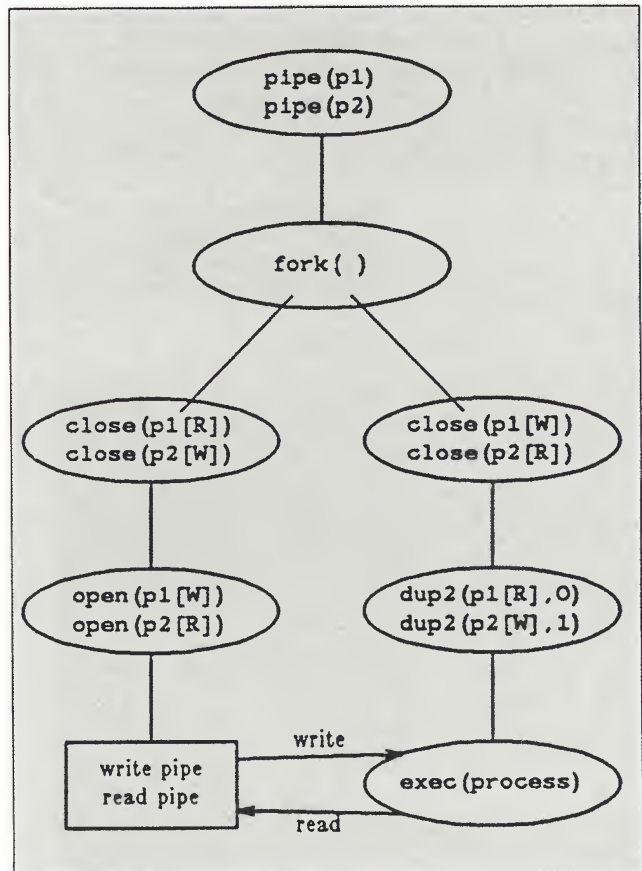 pipe(p1)
pipe(p2)
fork( )
close(p1[R])
close(p2[W])
close(p1[W])
close(p2[R])
open(p1[W])
open(p2[R])
dup2(p1[R],0)
dup2(p2[W],1)
write
write pipe
read pipe
exec(process)
read